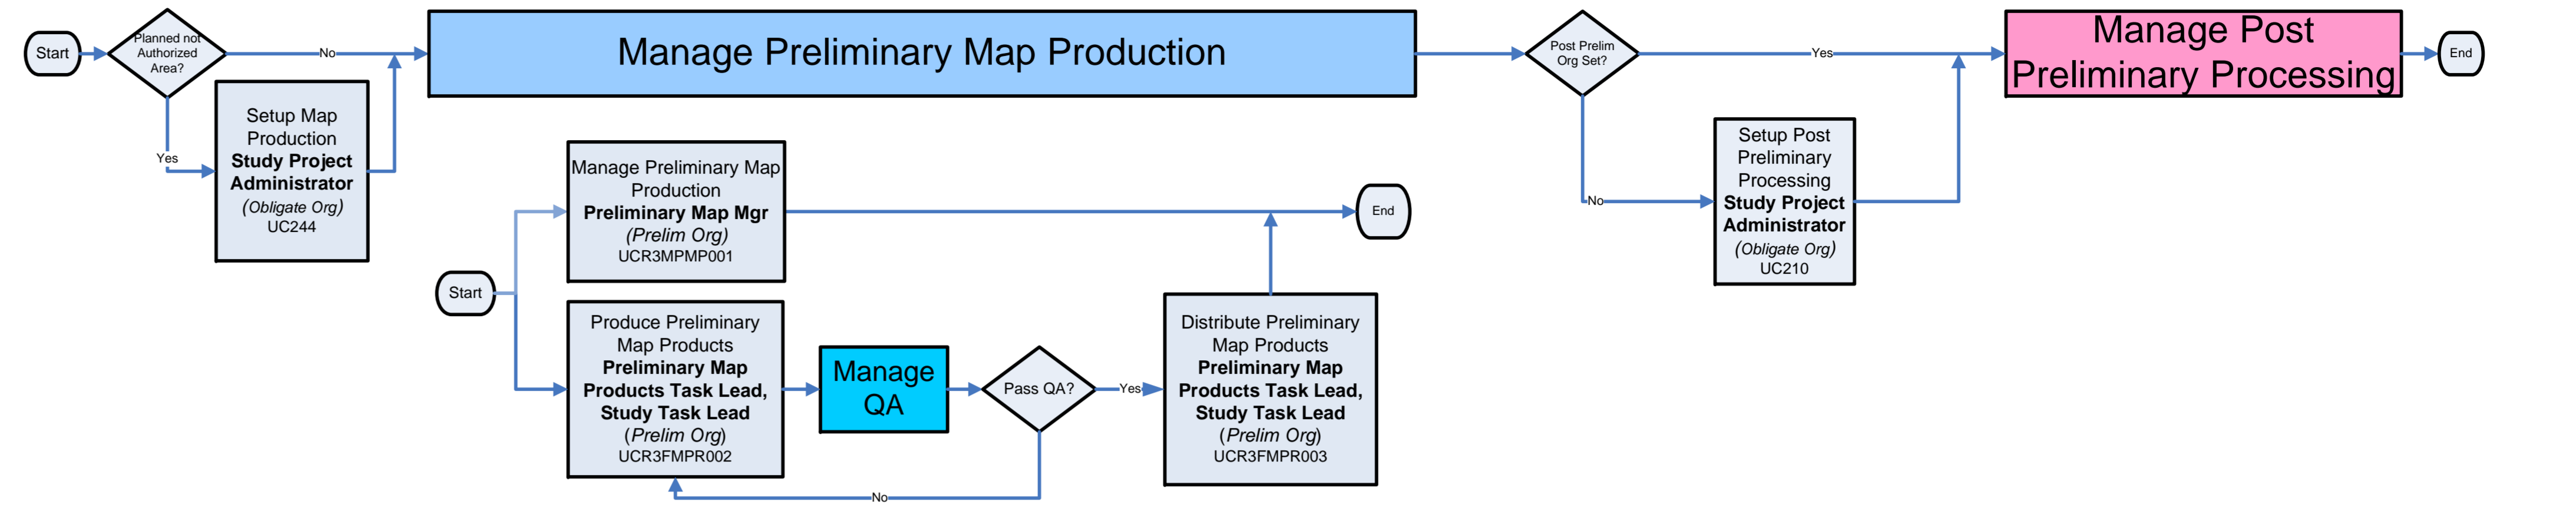 Start
Planned not
Authorized
Area?
No
Yes
Setup Map
Production
Study Project
Administrator
(Obligate Org)
UC244
Manage Preliminary Map Production
Post Prelim
Org Set?
Yes
No
Setup Post
Preliminary
Processing
Study Project
Administrator
(Obligate Org)
UC210
Manage Post
Preliminary Processing
End
Start
Manage Preliminary Map
Production
Preliminary Map Mgr
(Prelim Org)
UCR3MPMP001
End
Produce Preliminary
Map Products
Preliminary Map
Products Task Lead,
Study Task Lead
(Prelim Org)
UCR3FMPR002
Manage
QA
Pass QA?
Yes
No
Distribute Preliminary
Map Products
Preliminary Map
Products Task Lead,
Study Task Lead
(Prelim Org)
UCR3FMPR003